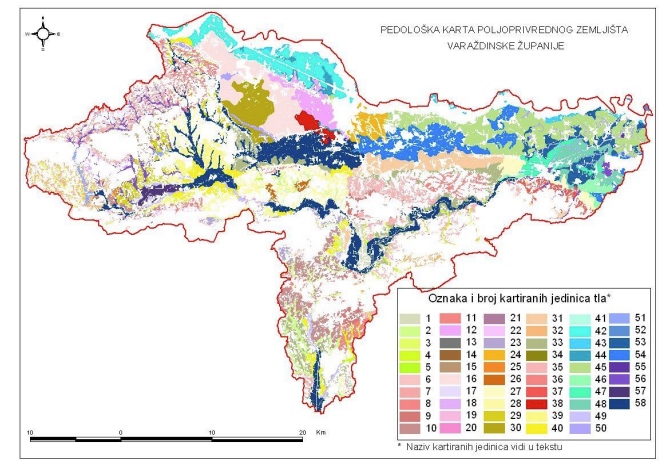 PEDOLOŠKA KARTA POLJOPRIVREDNOG ZEMLJIŠTA
VARAŽDINSKE ŽUPANIJE
N
W E
S
Oznaka i broj kartiranih jedinica tla*
1 11 21 31 41 51
2 12 22 32 42 52
3 13 23 33 43 53
4 14 24 34 44 54
5 15 25 35 45 55
6 16 26 36 46 56
7 17 27 37 47 57
8 18 28 38 48 58
9 19 29 39 49
10 20 30 40 50
10 0 10 20 Km
* Naziv kartiranih jedinica vidi u tekstu